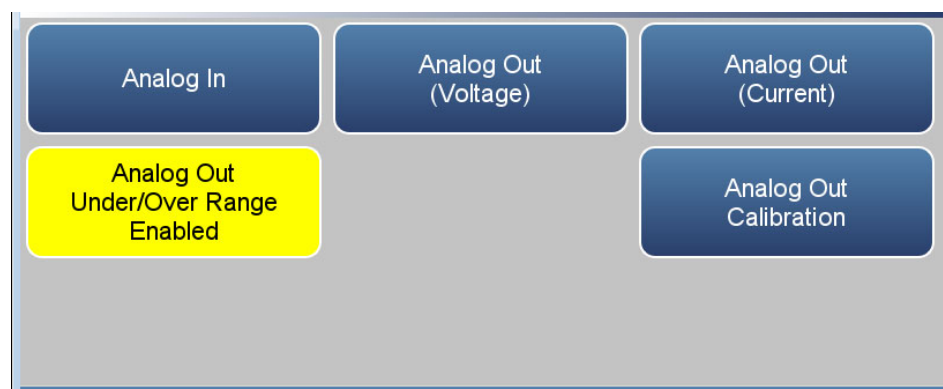 Analog In
Analog Out
(Voltage)
Analog Out
(Current)
Analog Out
Under/Over Range
Enabled
Analog Out
Calibration